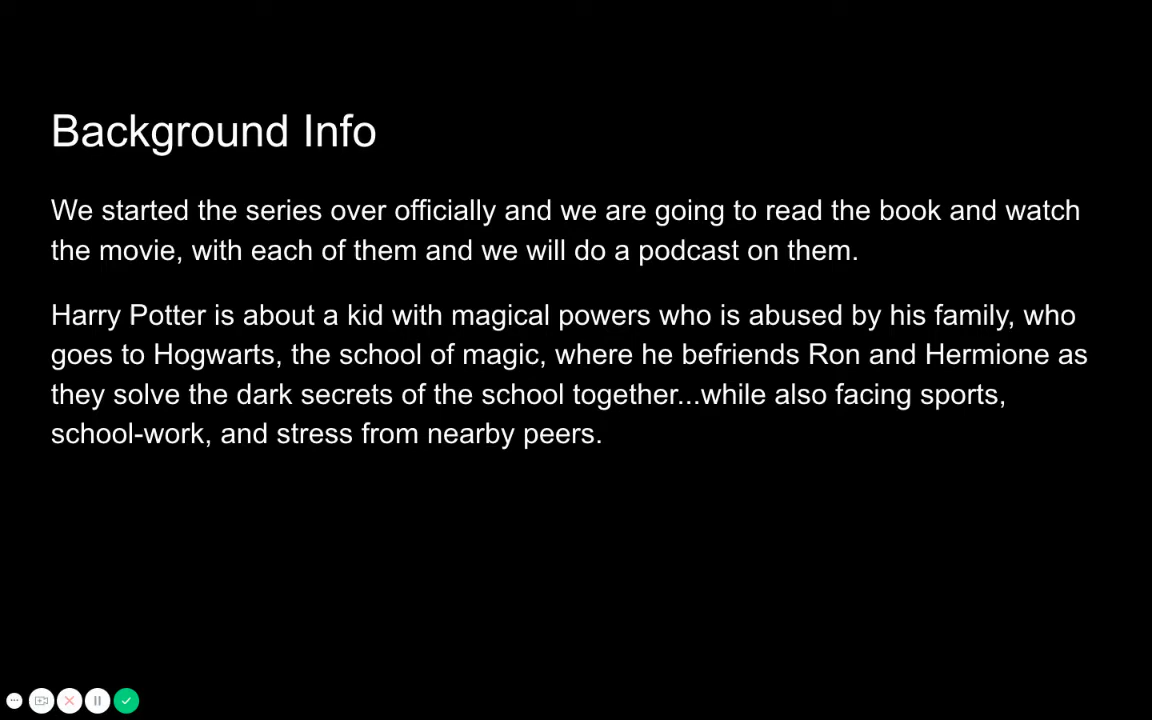 Background Info
We started the series over officially and we are going to read the book and watch
the movie, with each of them and we will do a podcast on them.
Harry Potter is about a kid with magical powers who is abused by his family, who
goes to Hogwarts, the school of magic, where he befriends Ron and Hermione as
they solve the dark secrets of the school together...while also facing sports,
school-work, and stress from nearby peers.